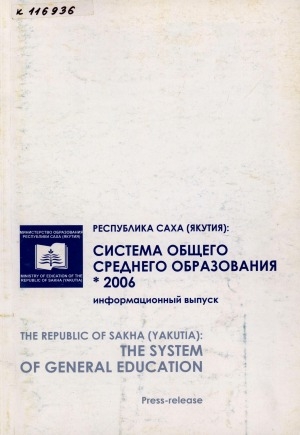 к 116936
РЕСПУБЛИКА САХА (ЯКУТИЯ):
МИНИСТЕРСТВО ОБРАЗОВАНИЯ
РЕСПУБЛИКИ САХА (ЯКУТИЯ)
MINISTRY OF EDUCATION OF THE
REPUBLIC OF SAKHA (YAKUTIA)
СИСТЕМА ОБЩЕГО
СРЕДНЕГО ОБРАЗОВАНИЯ
* 2006
информационный выпуск
THE REPUBLIC OF SAKHA (YAKUTIA):
THE SYSTEM
OF GENERAL EDUCATION
Press-release